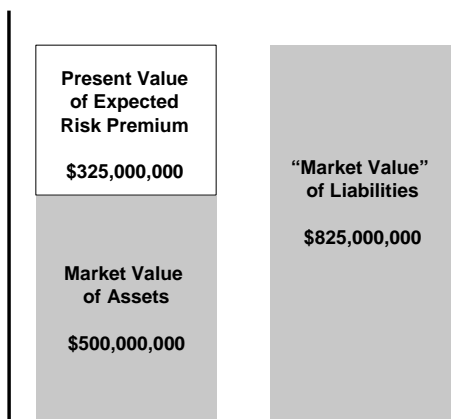 Present Value
of Expected
Risk Premium
$325,000,000
Market Value
of Assets
$500,000,000
“Market Value”
of Liabilities
$825,000,000